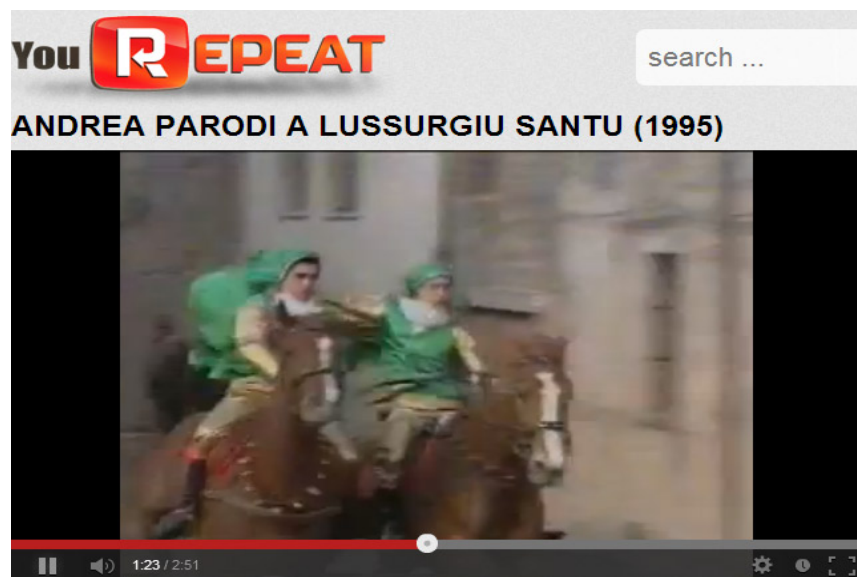 You REPEAT
search ...
ANDREA PARODI A LUSSURGIU SANTU (1995)
1:23 / 2:51